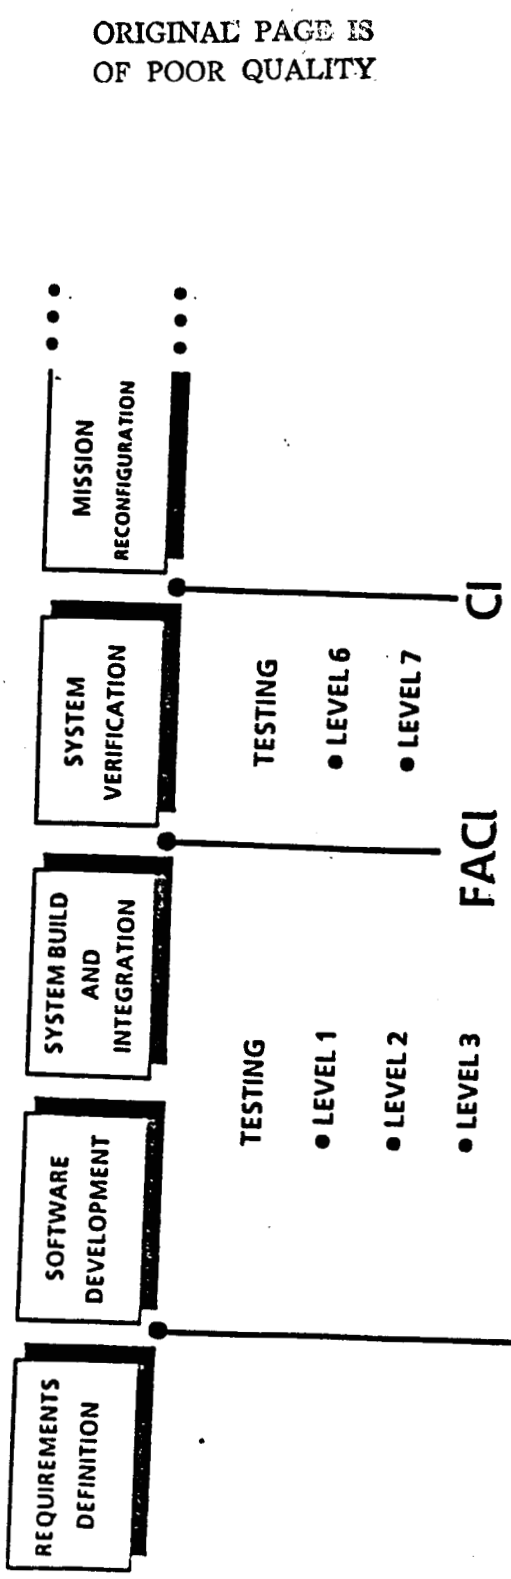 ORIGINAL PAGE IS
OF POOR QUALITY
REQUIREMENTS
DEFINITION
SOFTWARE
DEVELOPMENT
SYSTEM BUILD
AND
INTEGRATION
SYSTEM
VERIFICATION
MISSION
RECONFIGURATION
TESTING
• LEVEL 1
• LEVEL 2
• LEVEL 3
FACI
TESTING
• LEVEL 6
• LEVEL 7
CI